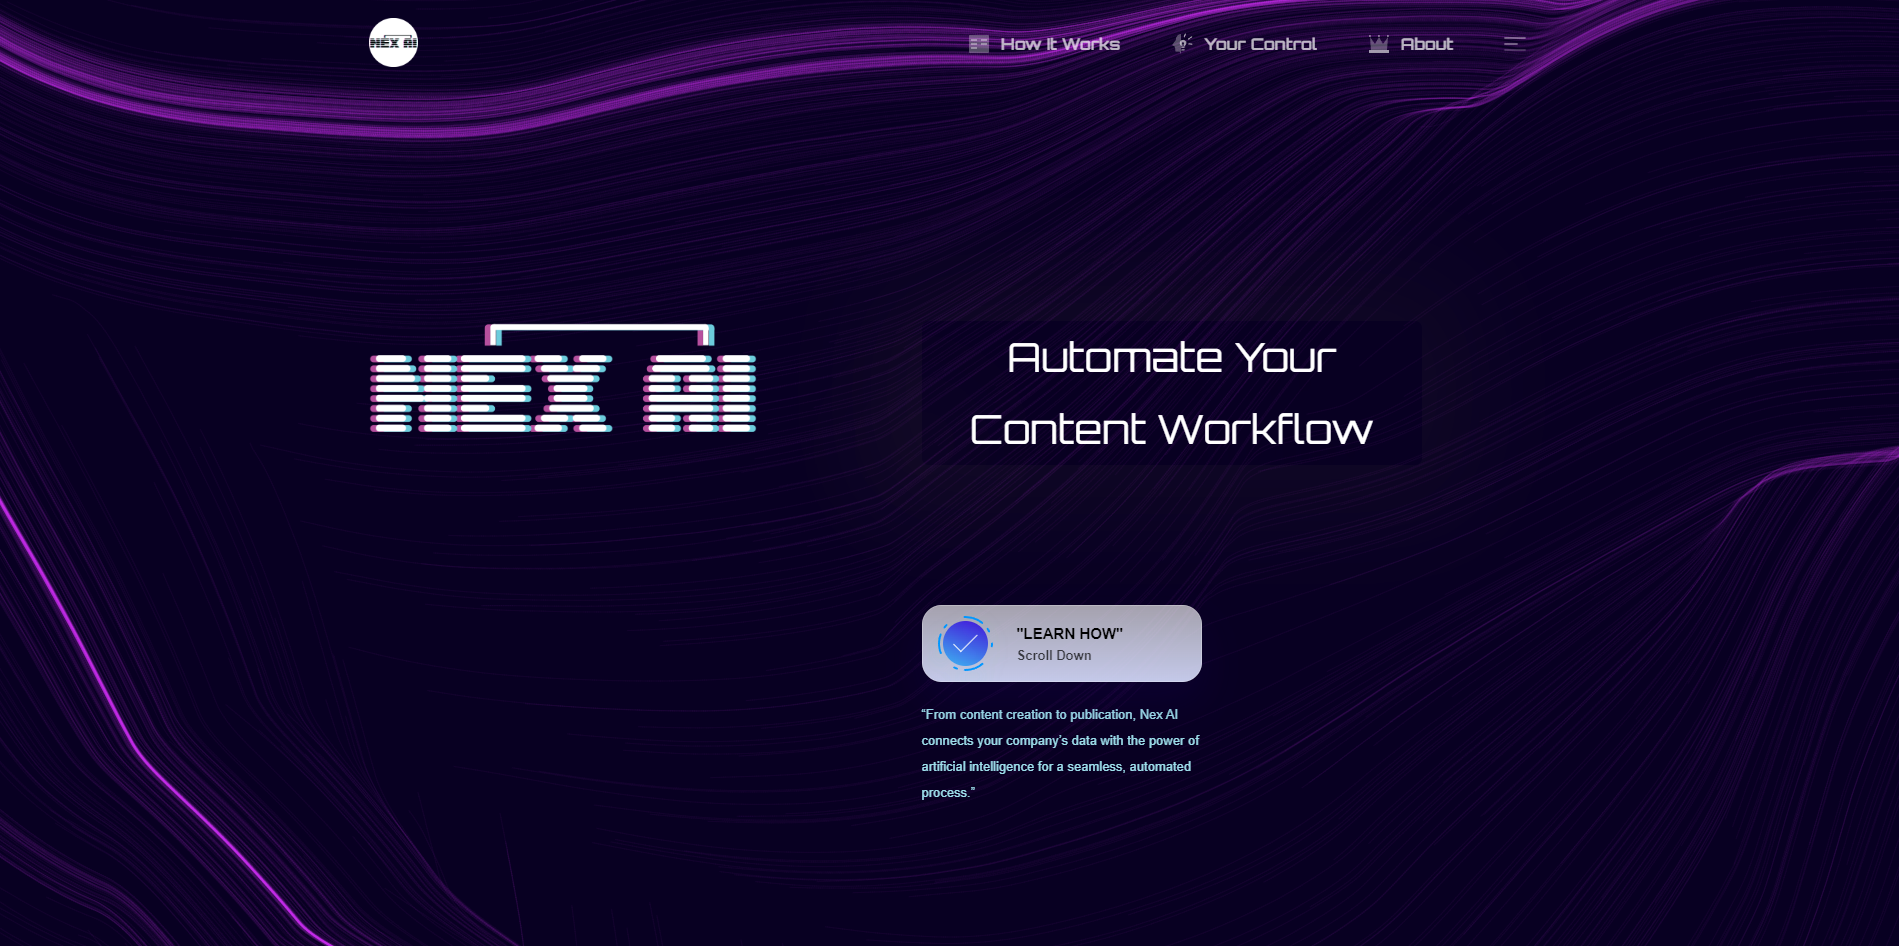 NEX AI
How It Works
Your Control
About
NEX AI
Automate Your
Content Workflow
"LEARN HOW"
Scroll Down
“From content creation to publication, Nex AI
connects your company’s data with the power of
artificial intelligence for a seamless, automated
process.”